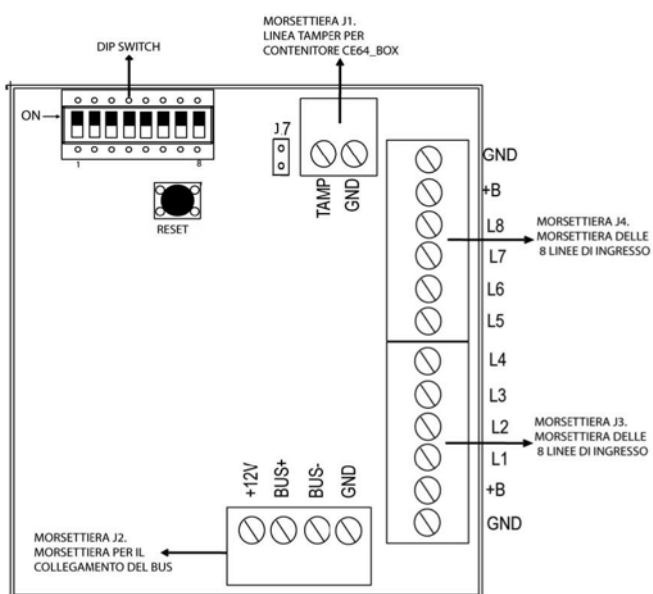 MORSETTIERA J1.
LINEA TAMPER PER
CONTENITORE CE64_BOX
DIP SWITCH
ON
1
8
J.7
TAMP
GND
RESET
GND
+B
L8
L7
L6
L5
MORSETTIERA J4.
MORSETTIERA DELLE
8 LINEE DI INGRESSO
L4
L3
L2
L1
+B
GND
MORSETTIERA J3.
MORSETTIERA DELLE
8 LINEE DI INGRESSO
+12V
BUS+
BUS-
GND
MORSETTIERA J2.
MORSETTIERA PER IL
COLLEGAMENTO DEL BUS